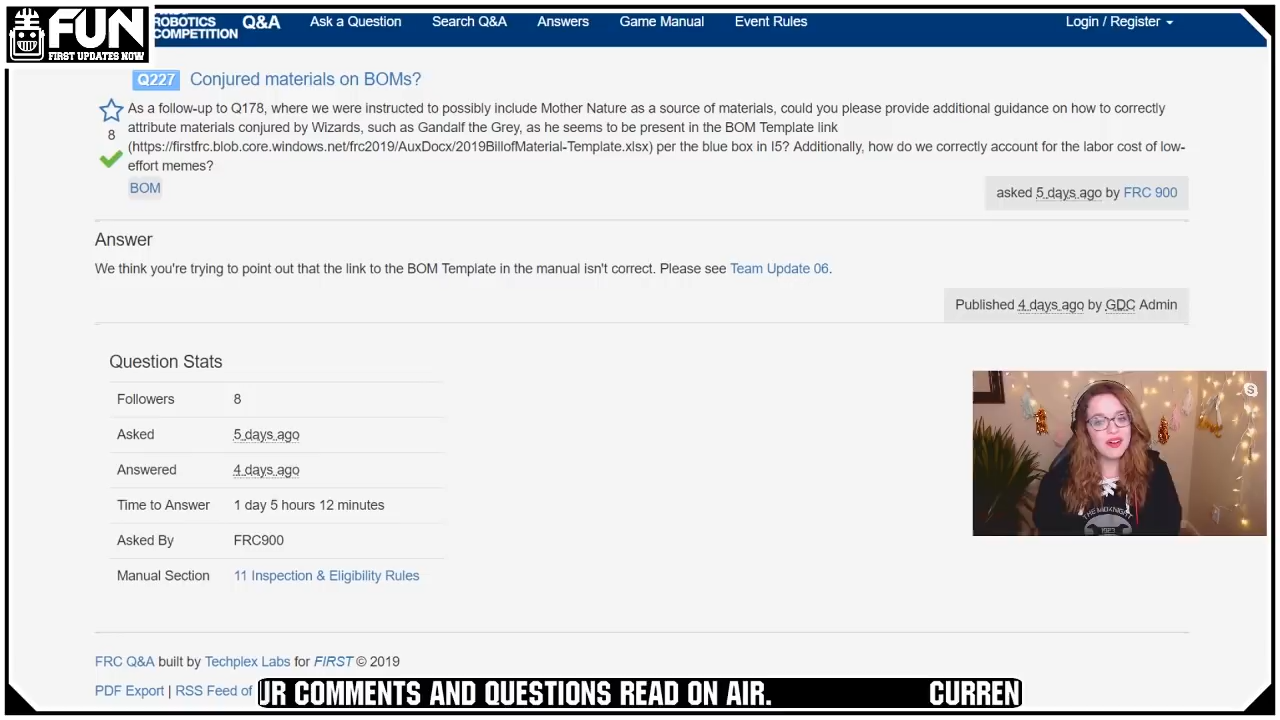 FUN
FIRST UPDATES NOW
ROBOTICS
COMPETITION
Q&A
Ask a Question
Search Q&A
Answers
Game Manual
Event Rules
Login / Register
Q227 Conjured materials on BOMs?
As a follow-up to Q178, where we were instructed to possibly include Mother Nature as a source of materials, could you please provide additional guidance on how to correctly
8
attribute materials conjured by Wizards, such as Gandalf the Grey, as he seems to be present in the BOM Template link
(https://firstfrc.blob.core.windows.net/frc2019/AuxDocx/2019BillofMaterial-Template.xlsx) per the blue box in I5? Additionally, how do we correctly account for the labor cost of low-
effort memes?
BOM
asked 5 days ago by FRC 900
Answer
We think you're trying to point out that the link to the BOM Template in the manual isn't correct. Please see Team Update 06.
Published 4 days ago by GDC Admin
Question Stats
Followers 8
Asked 5 days ago
Answered 4 days ago
Time to Answer 1 day 5 hours 12 minutes
Asked By FRC900
Manual Section 11 Inspection & Eligibility Rules
S
THE MIDKNIGHT
1923
FRC Q&A built by Techplex Labs for FIRST © 2019
PDF Export | RSS Feed of
UR COMMENTS AND QUESTIONS READ ON AIR. CURREN